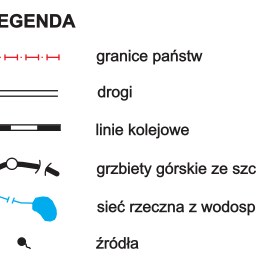 EGENDA
granice państw
drogi
linie kolejowe
grzbiety górskie ze szc
sieć rzeczna z wodosp
źródła